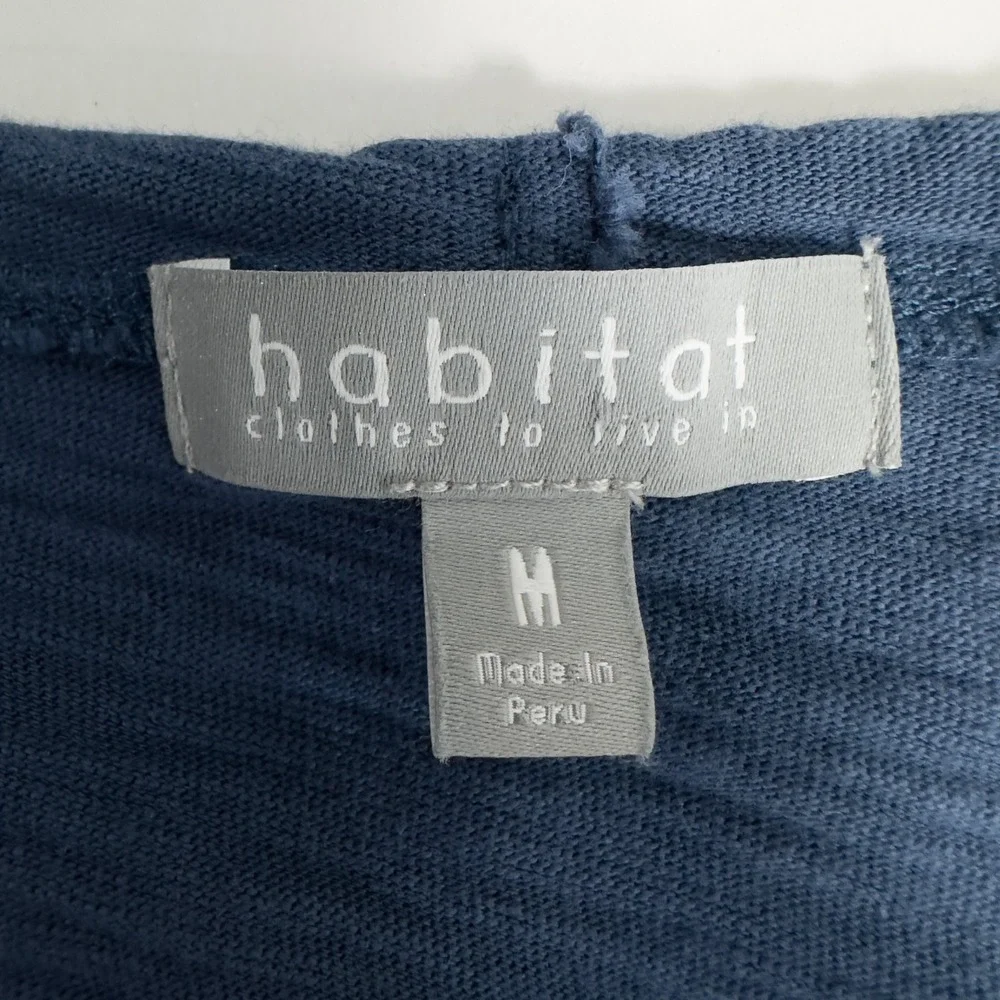 habitat
clothes to live in
M
Made In
Peru